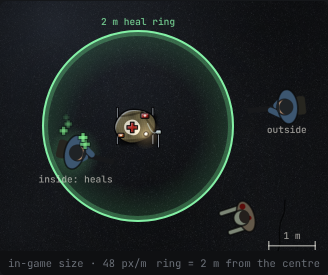 2 m heal ring
outside
inside: heals
1 m
in-game size · 48 px/m ring = 2 m from the centre